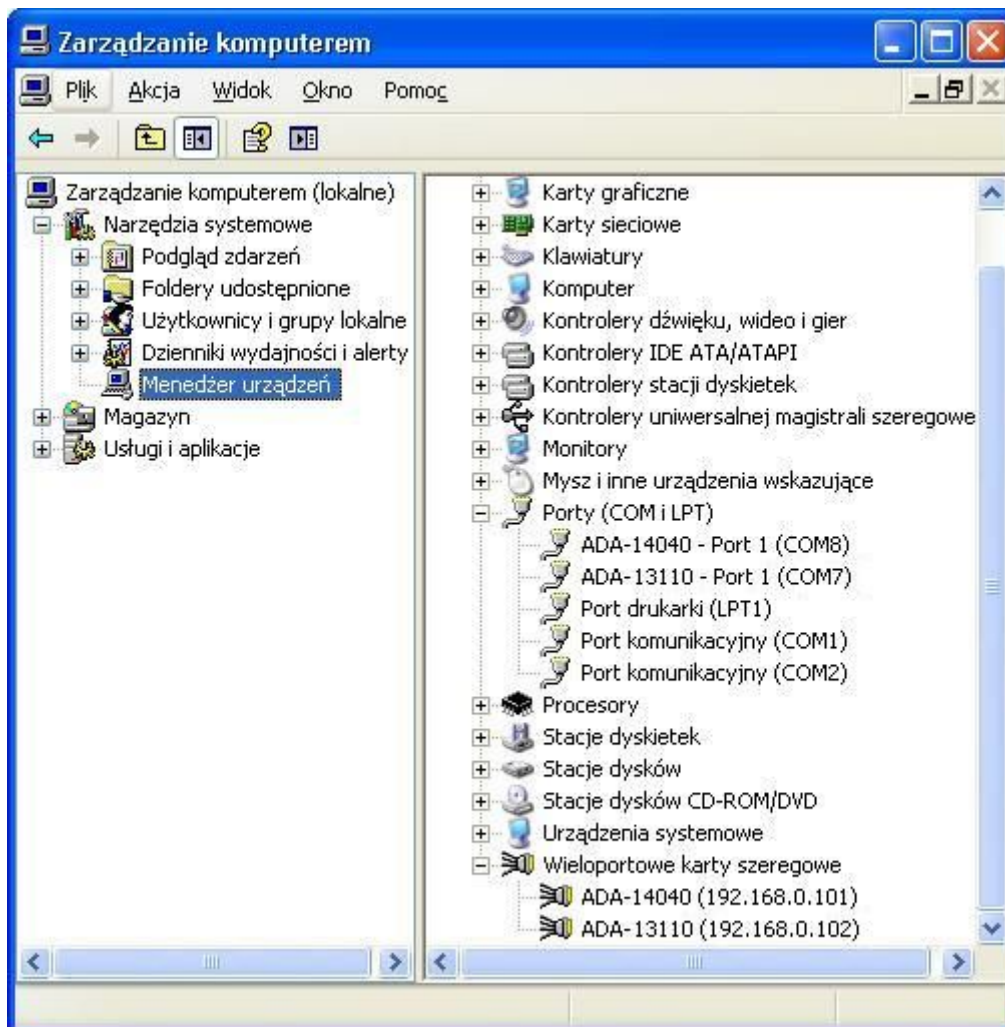 Zarządzanie komputerem
Plik Akcja Widok Okno Pomoc
Zarządzanie komputerem (lokalne)
Narzędzia systemowe
Podgląd zdarzeń
Foldery udostępnione
Użytkownicy i grupy lokalne
Dzienniki wydajności i alerty
Menedżer urządzeń
Magazyn
Usługi i aplikacje
Karty graficzne
Karty sieciowe
Klawiatury
Komputer
Kontrolery dźwięku, wideo i gier
Kontrolery IDE ATA/ATAPI
Kontrolery stacji dyskietek
Kontrolery uniwersalnej magistrali szeregowe
Monitory
Mysz i inne urządzenia wskazujące
Porty (COM i LPT)
ADA-14040 - Port 1 (COM8)
ADA-13110 - Port 1 (COM7)
Port drukarki (LPT1)
Port komunikacyjny (COM1)
Port komunikacyjny (COM2)
Procesory
Stacje dyskietek
Stacje dysków
Stacje dysków CD-ROM/DVD
Urządzenia systemowe
Wieloportowe karty szeregowe
ADA-14040 (192.168.0.101)
ADA-13110 (192.168.0.102)